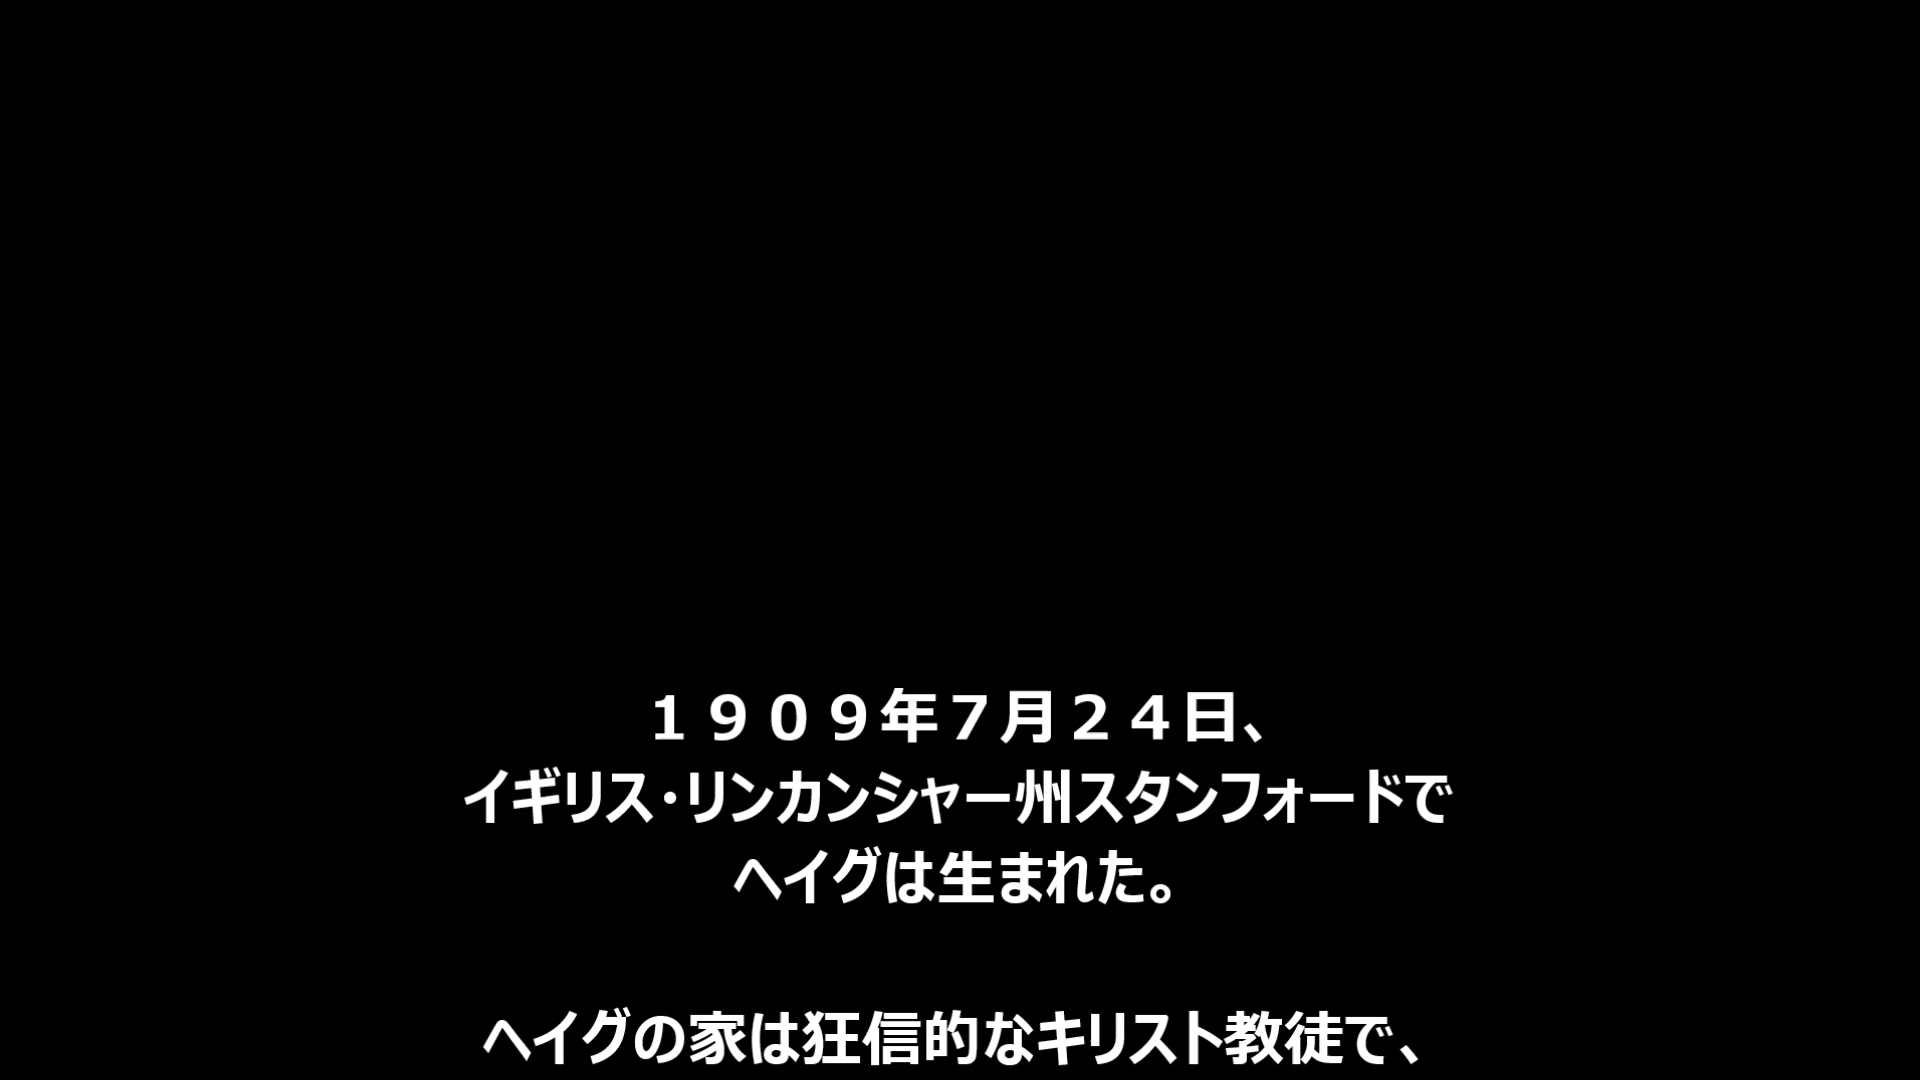 １９０９年７月２４日、
イギリス・リンカンシャー州スタンフォードで
ヘイグは生まれた。
ヘイグの家は狂信的なキリスト教徒で、